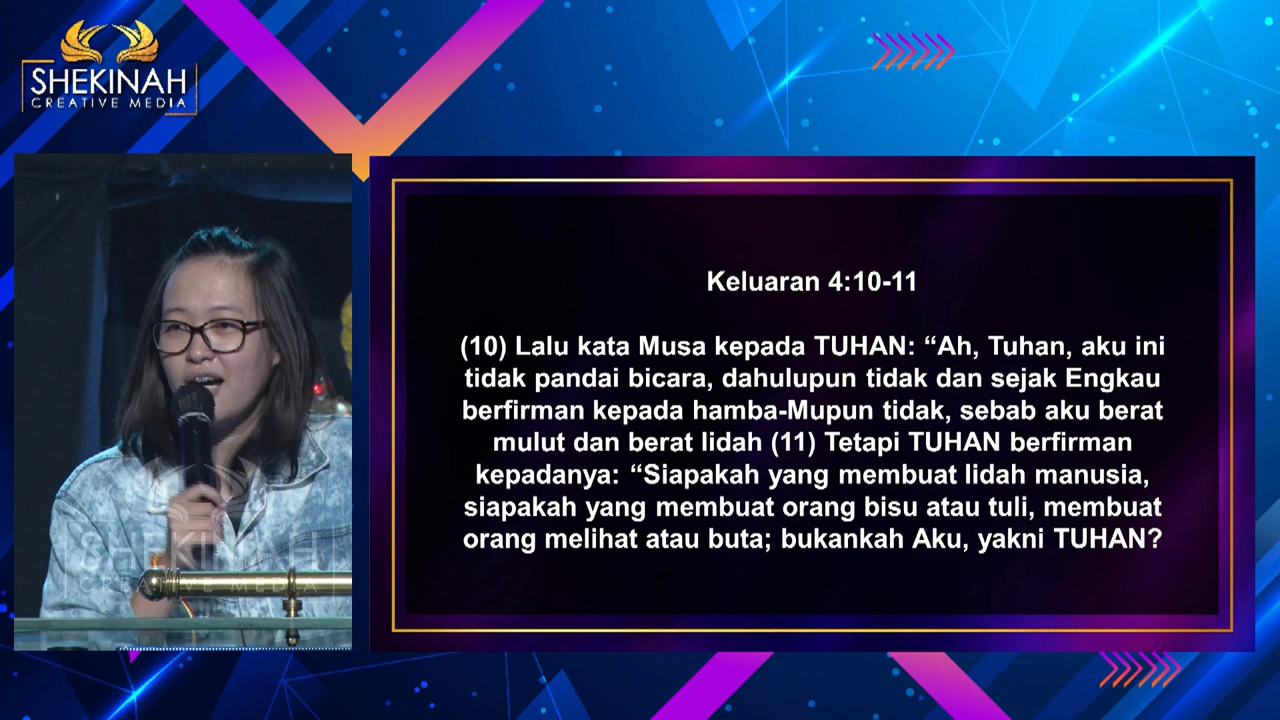 SHEKINAH
CREATIVE MEDIA
Keluaran 4:10-11
(10) Lalu kata Musa kepada TUHAN: “Ah, Tuhan, aku ini
tidak pandai bicara, dahulupun tidak dan sejak Engkau
berfirman kepada hamba-Mupun tidak, sebab aku berat
mulut dan berat lidah (11) Tetapi TUHAN berfirman
kepadanya: “Siapakah yang membuat lidah manusia,
siapakah yang membuat orang bisu atau tuli, membuat
orang melihat atau buta; bukankah Aku, yakni TUHAN?
SHEKINAH
CREATIVE MEDIA